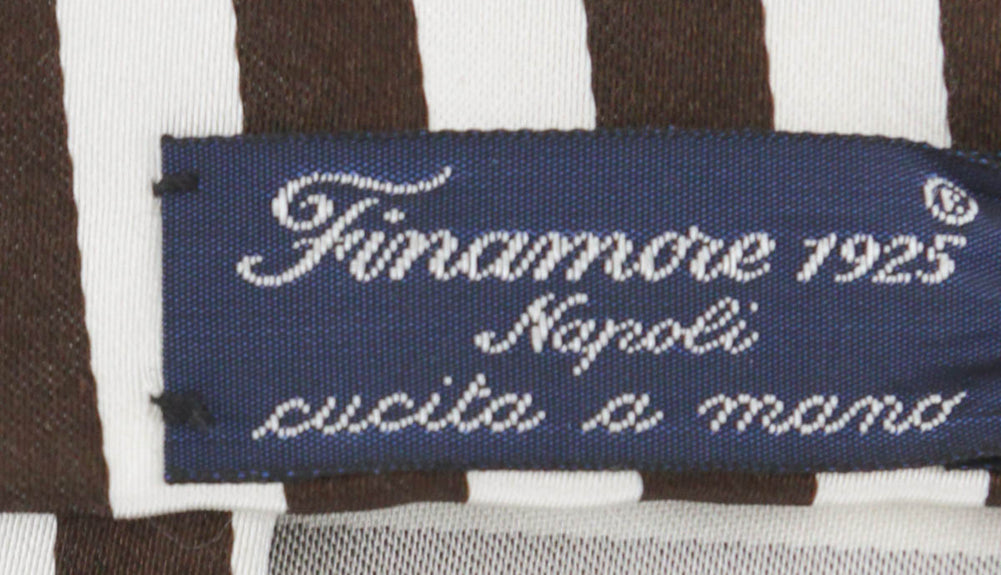 Finamore 1925®
Napoli
cucita a mano